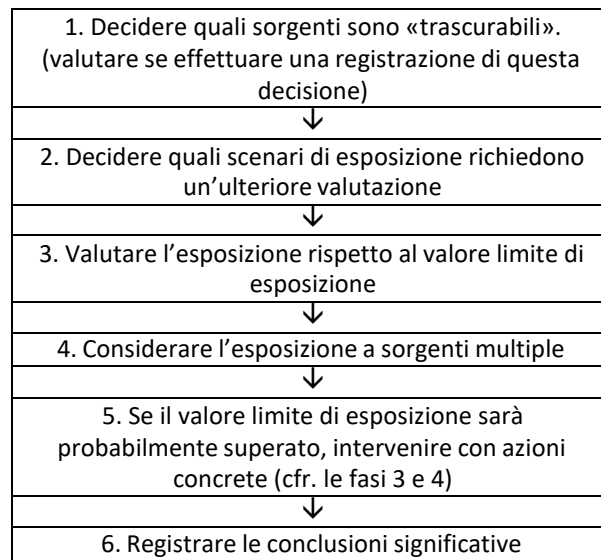 1. Decidere quali sorgenti sono «trascurabili».
(valutare se effettuare una registrazione di questa
decisione)
↓
2. Decidere quali scenari di esposizione richiedono
un’ulteriore valutazione
↓
3. Valutare l’esposizione rispetto al valore limite di
esposizione
↓
4. Considerare l’esposizione a sorgenti multiple
↓
5. Se il valore limite di esposizione sarà
probabilmente superato, intervenire con azioni
concrete (cfr. le fasi 3 e 4)
↓
6. Registrare le conclusioni significative